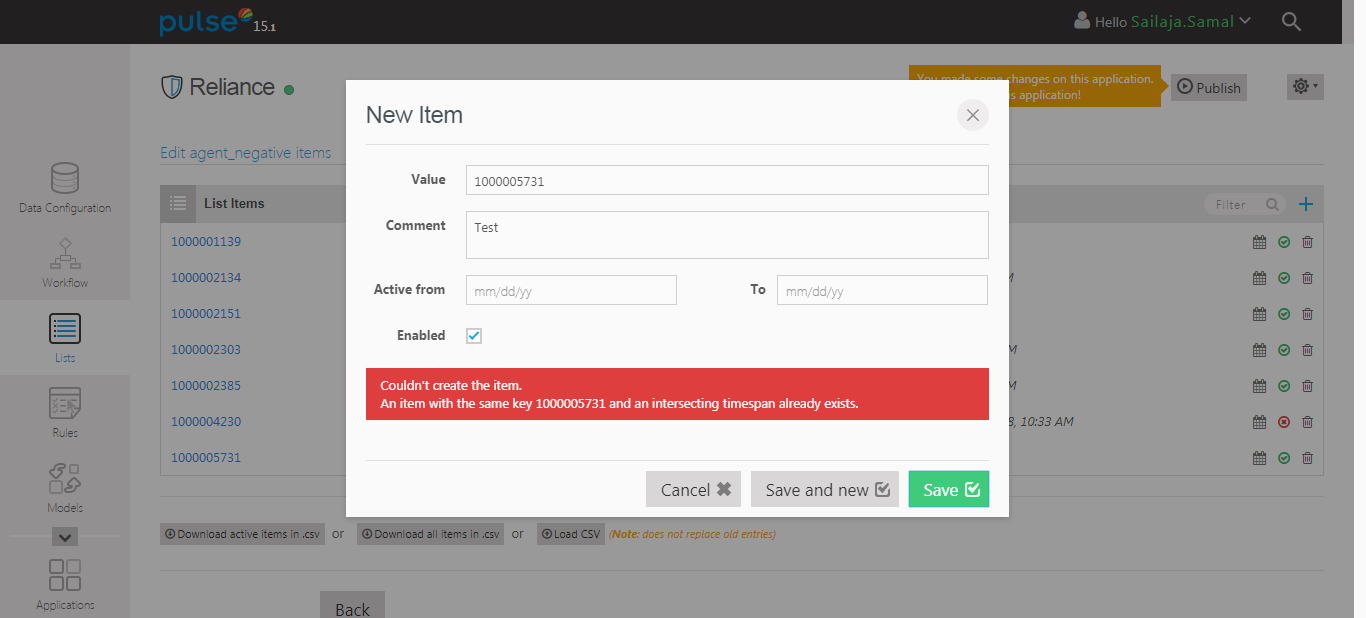 pulse 15.1
Hello Sailaja.Samal
Reliance
You made some changes on this application.
s application!
Publish
Edit agent_negative items
List Items
Filter
1000001139
1000002134
M
1000002151
1000002303
M
1000002385
M
1000004230
8, 10:33 AM
1000005731
Data Configuration
Workflow
Lists
Rules
Models
Applications
New Item
Value
1000005731
Comment
Test
Active from
mm/dd/yy
To
mm/dd/yy
Enabled
Couldn't create the item.
An item with the same key 1000005731 and an intersecting timespan already exists.
Cancel
Save and new
Save
Download active items in .csv or Download all items in .csv or Load CSV (Note: does not replace old entries)
Back